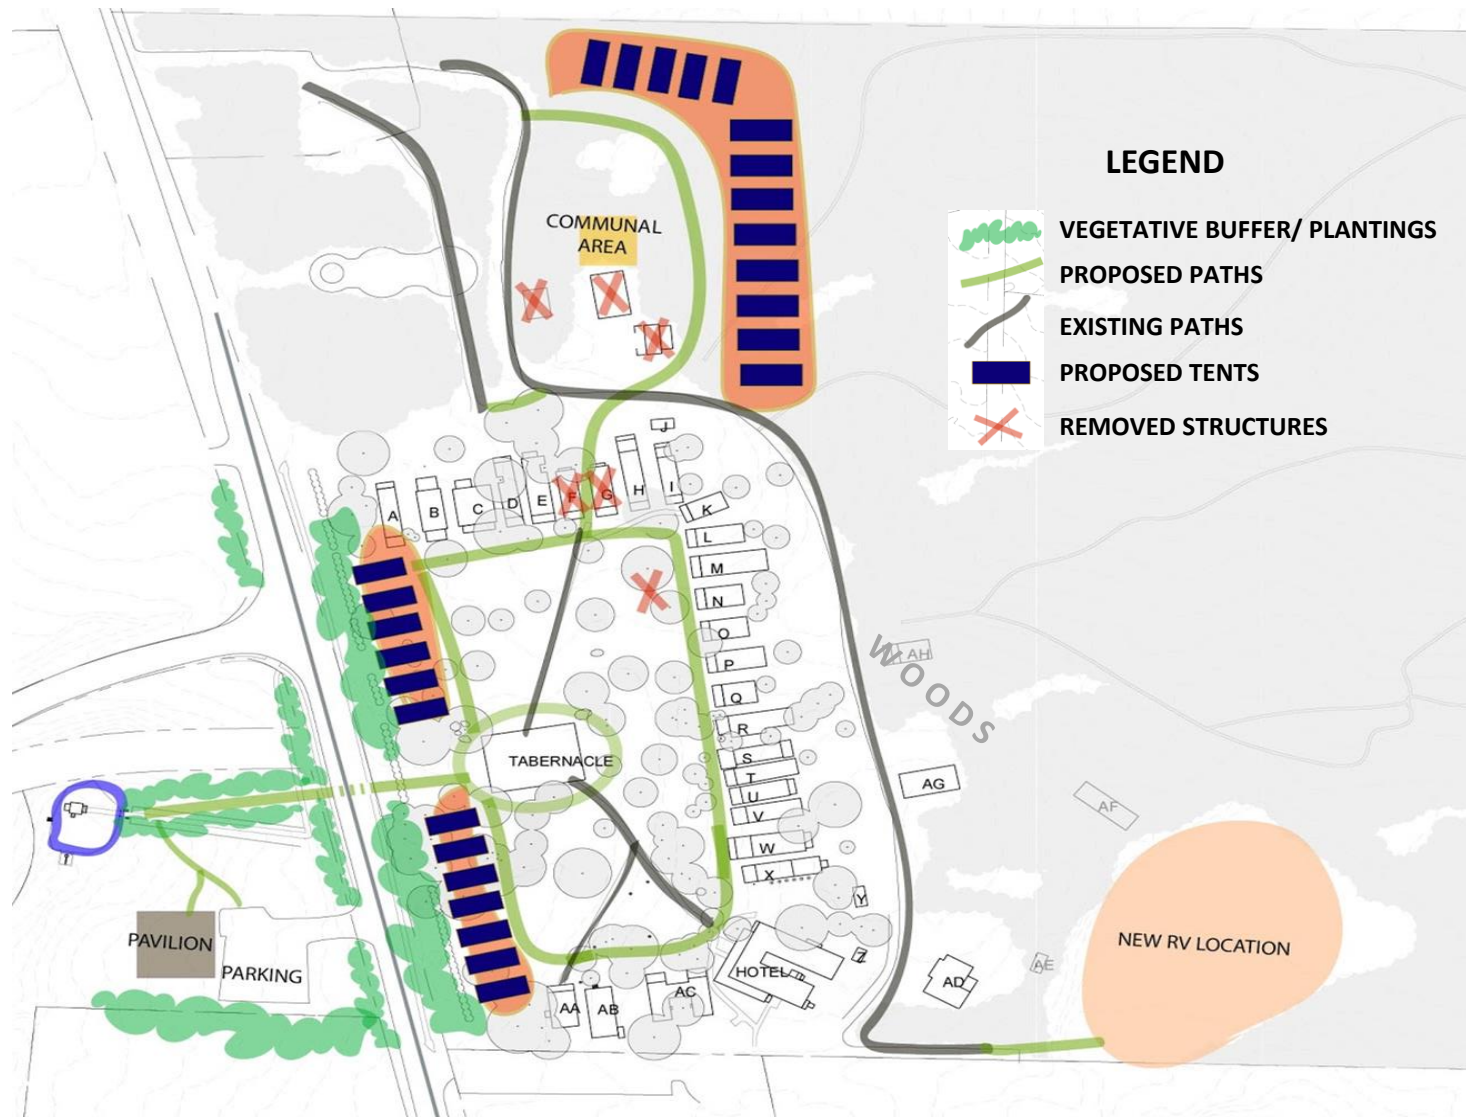 LEGEND
VEGETATIVE BUFFER/ PLANTINGS
PROPOSED PATHS
EXISTING PATHS
PROPOSED TENTS
REMOVED STRUCTURES
COMMUNAL
AREA
J
A
B
C
D
E
F
G
H
I
K
L
M
N
O
P
Q
R
S
T
U
V
W
X
Y
Z
WOODS
AH
AG
AF
AE
AD
TABERNACLE
PAVILION
PARKING
HOTEL
AA
AB
AC
NEW RV LOCATION